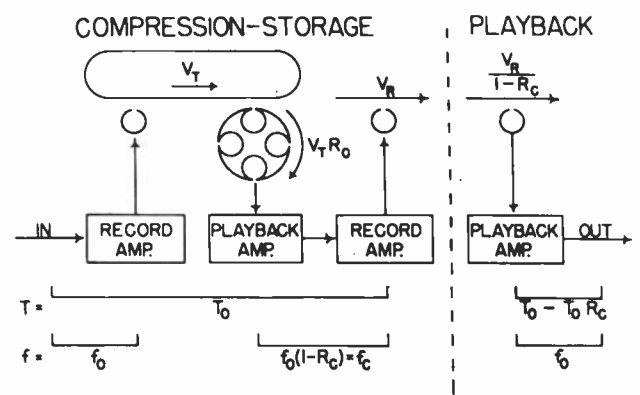 COMPRESSION-STORAGE PLAYBACK
V_T
V_R
V_R
1-R_C
V_T R_O
IN
RECORD
AMP.
PLAYBACK
AMP.
RECORD
AMP.
PLAYBACK
AMP.
OUT
T =
T_O
T_O - T_O R_C
f =
f_O
f_O(1-R_C)=f_C
f_O